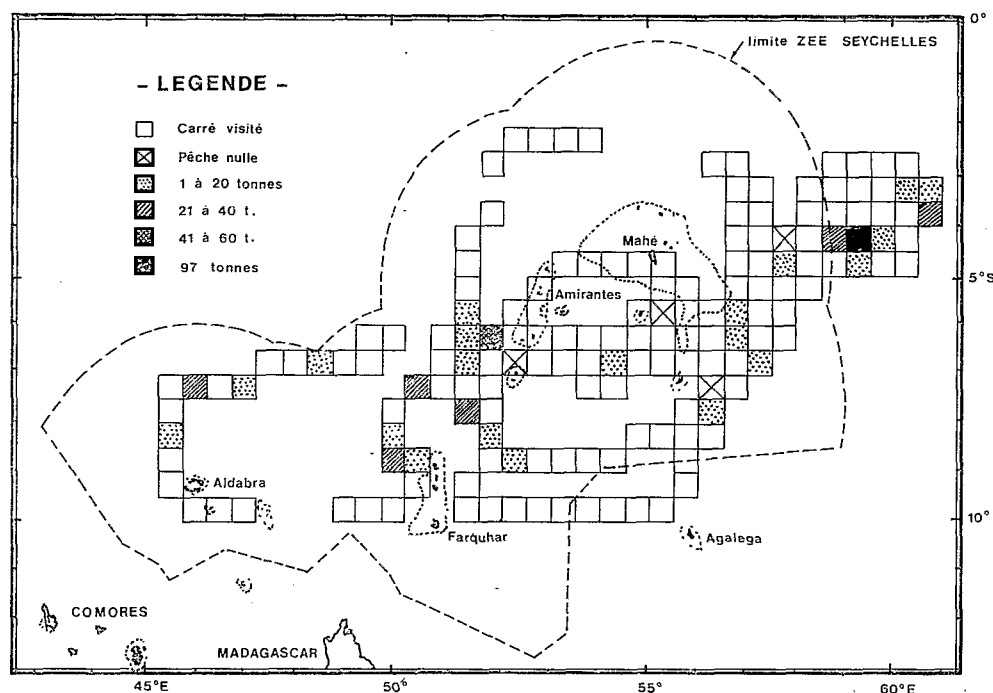 0°
limite ZEE SEYCHELLES
- LEGENDE -
Carré visité
Pêche nulle
1 à 20 tonnes
21 à 40 t.
41 à 60 t.
97 tonnes
Mahé
5°S
Amirantes
Aldabra
Farquhar
10°
Agalega
COMORES
MADAGASCAR
45°E
50°
55°
60°E